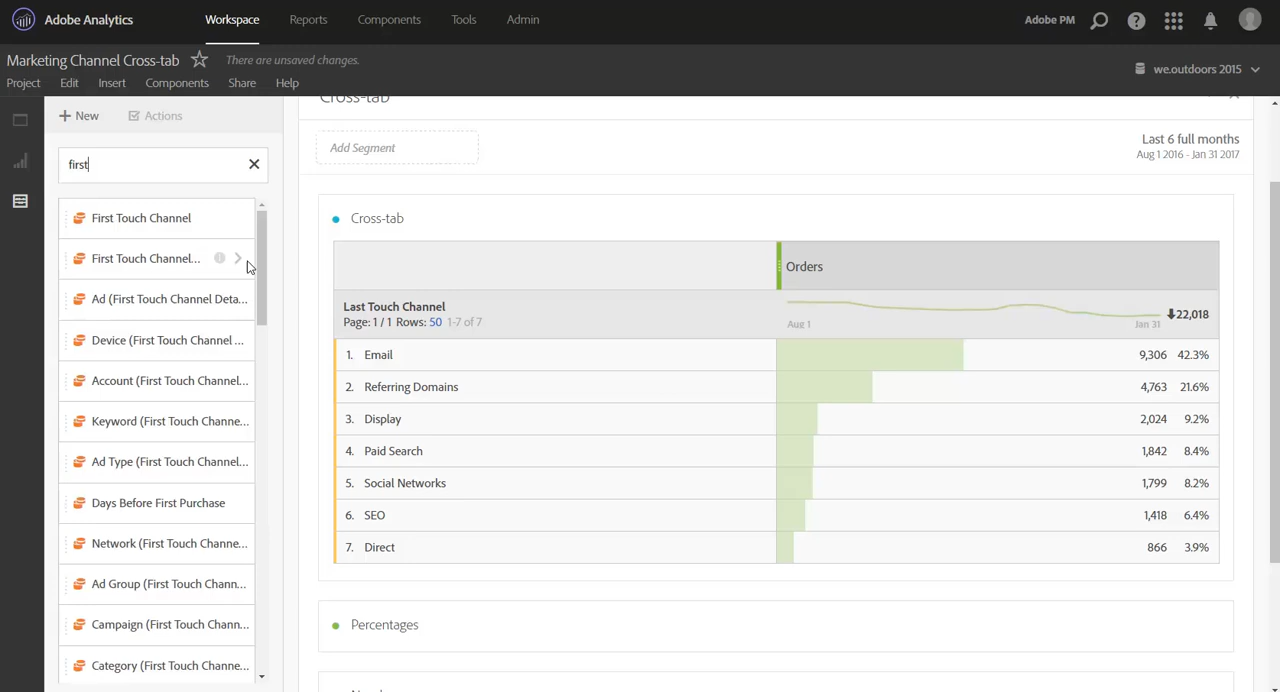 Adobe Analytics
Workspace
Reports
Components
Tools
Admin
Adobe PM
Marketing Channel Cross-tab
There are unsaved changes.
we.outdoors 2015
Project
Edit
Insert
Components
Share
Help
New
Actions
first
First Touch Channel
First Touch Channel...
Ad (First Touch Channel Deta...
Device (First Touch Channel ...
Account (First Touch Channel...
Keyword (First Touch Channe...
Ad Type (First Touch Channel...
Days Before First Purchase
Network (First Touch Channe...
Ad Group (First Touch Chann...
Campaign (First Touch Chann...
Category (First Touch Channe...
Cross-tab
Add Segment
Last 6 full months
Aug 1 2016 - Jan 31 2017
Cross-tab
Orders
Last Touch Channel
Page: 1 / 1 Rows: 50 1-7 of 7
Aug 1
Jan 31
22,018
1. Email 9,306 42.3%
2. Referring Domains 4,763 21.6%
3. Display 2,024 9.2%
4. Paid Search 1,842 8.4%
5. Social Networks 1,799 8.2%
6. SEO 1,418 6.4%
7. Direct 866 3.9%
Percentages